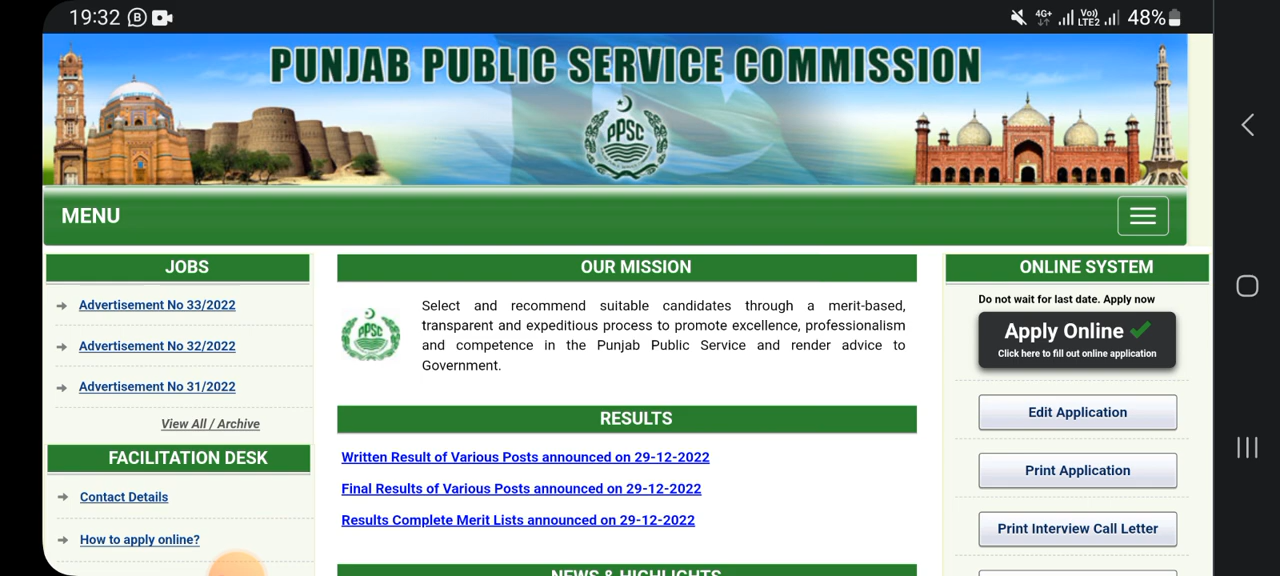 19:32
4G+ Vo)) LTE2 48%
PUNJAB PUBLIC SERVICE COMMISSION
PPSC
MENU
JOBS
Advertisement No 33/2022
Advertisement No 32/2022
Advertisement No 31/2022
View All / Archive
FACILITATION DESK
Contact Details
How to apply online?
OUR MISSION
PPSC
Select and recommend suitable candidates through a merit-based,
transparent and expeditious process to promote excellence, professionalism
and competence in the Punjab Public Service and render advice to
Government.
RESULTS
Written Result of Various Posts announced on 29-12-2022
Final Results of Various Posts announced on 29-12-2022
Results Complete Merit Lists announced on 29-12-2022
NEWS & HIGHLIGHTS
ONLINE SYSTEM
Do not wait for last date. Apply now
Apply Online
Click here to fill out online application
Edit Application
Print Application
Print Interview Call Letter